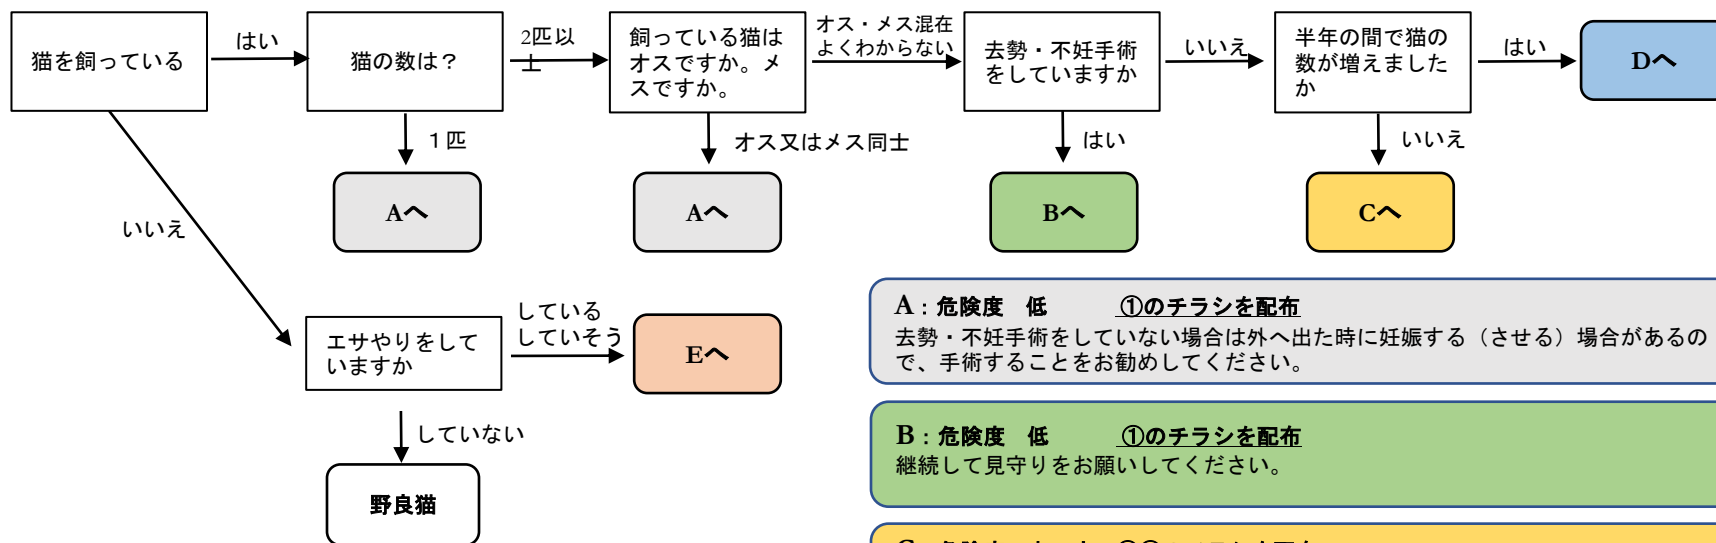 猫を飼っている
はい
猫の数は？
2匹以
士
飼っている猫は
オスですか。メ
スですか。
オス・メス混在
よくわからない
去勢・不妊手術
をしていますか
いいえ
半年の間で猫の
数が増えました
か
はい
Dへ
１匹
オス又はメス同士
はい
いいえ
Aへ
Aへ
Bへ
Cへ
いいえ
エサやりをして
いますか
している
していそう
Eへ
していない
野良猫
A：危険度　低　　　①のチラシを配布
去勢・不妊手術をしていない場合は外へ出た時に妊娠する（させる）場合があるの
で、手術することをお勧めしてください。
B：危険度　低　　　①のチラシを配布
継続して見守りをお願いしてください。